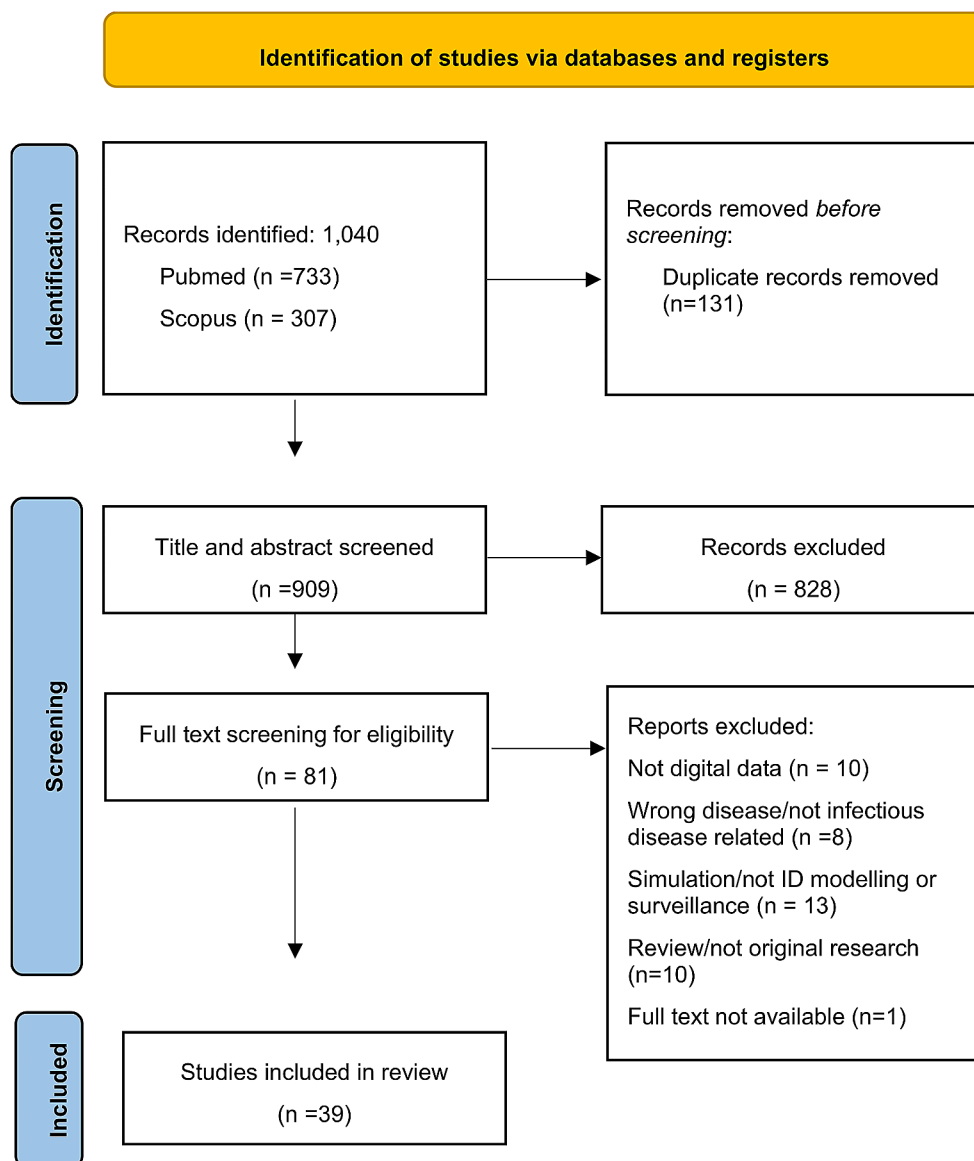 Identification of studies via databases and registers
Identification
Records identified: 1,040
Pubmed (n =733)
Scopus (n = 307)
Records removed before
screening:
Duplicate records removed
(n=131)
Screening
Title and abstract screened
(n =909)
Records excluded
(n = 828)
Full text screening for eligibility
(n = 81)
Reports excluded:
Not digital data (n = 10)
Wrong disease/not infectious
disease related (n =8)
Simulation/not ID modelling or
surveillance (n = 13)
Review/not original research
(n=10)
Full text not available (n=1)
Included
Studies included in review
(n =39)